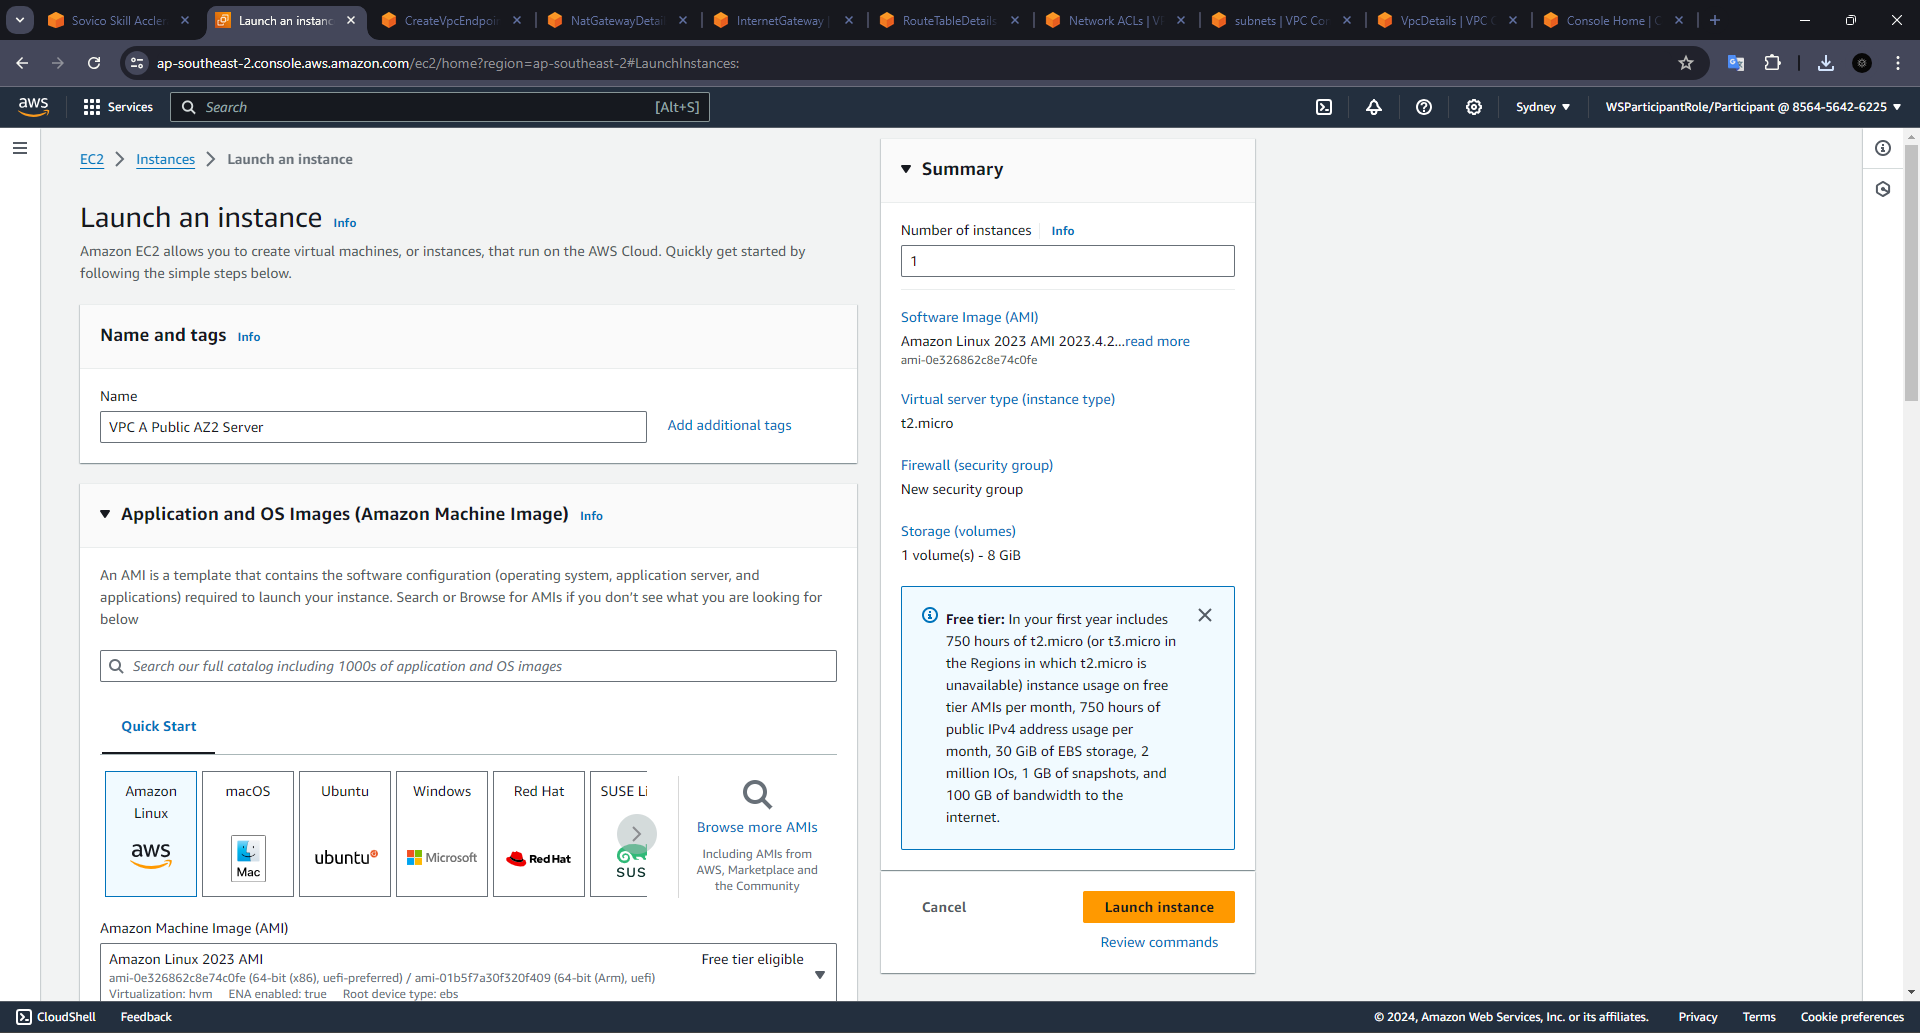 Sovico Skill Accler
Launch an instanc
CreateVpcEndpoin
NatGatewayDetail
InternetGateway |
RouteTableDetails
Network ACLs | VP
subnets | VPC Con
VpcDetails | VPC C
Console Home | C
ap-southeast-2.console.aws.amazon.com/ec2/home?region=ap-southeast-2#LaunchInstances:
aws
Services
Search
[Alt+S]
Sydney
WSParticipantRole/Participant @ 8564-5642-6225
EC2
Instances
Launch an instance
Launch an instance Info
Amazon EC2 allows you to create virtual machines, or instances, that run on the AWS Cloud. Quickly get started by
following the simple steps below.
Name and tags Info
Name
VPC A Public AZ2 Server
Add additional tags
Application and OS Images (Amazon Machine Image) Info
An AMI is a template that contains the software configuration (operating system, application server, and
applications) required to launch your instance. Search or Browse for AMIs if you don't see what you are looking for
below
Search our full catalog including 1000s of application and OS images
Quick Start
Amazon
Linux
aws
macOS
Mac
Ubuntu
ubuntu
Windows
Microsoft
Red Hat
Red Hat
SUSE Li
SUS
Browse more AMIs
Including AMIs from
AWS, Marketplace and
the Community
Amazon Machine Image (AMI)
Amazon Linux 2023 AMI
Free tier eligible
ami-0e326862c8e74c0fe (64-bit (x86), uefi-preferred) / ami-01b5f7a30f320f409 (64-bit (Arm), uefi)
Virtualization: hvm ENA enabled: true Root device type: ebs
Summary
Number of instances Info
1
Software Image (AMI)
Amazon Linux 2023 AMI 2023.4.2...read more
ami-0e326862c8e74c0fe
Virtual server type (instance type)
t2.micro
Firewall (security group)
New security group
Storage (volumes)
1 volume(s) - 8 GiB
Free tier: In your first year includes
750 hours of t2.micro (or t3.micro in
the Regions in which t2.micro is
unavailable) instance usage on free
tier AMIs per month, 750 hours of
public IPv4 address usage per
month, 30 GiB of EBS storage, 2
million IOs, 1 GB of snapshots, and
100 GB of bandwidth to the
internet.
Cancel
Launch instance
Review commands
CloudShell
Feedback
© 2024, Amazon Web Services, Inc. or its affiliates.
Privacy
Terms
Cookie preferences